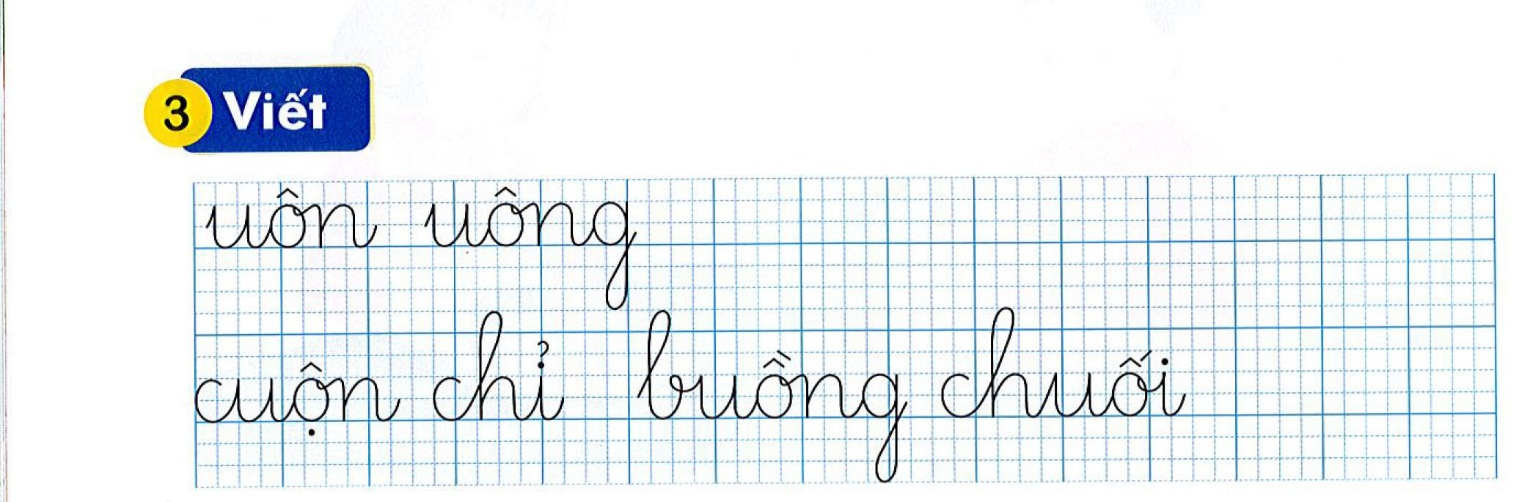 3 Viết
uôn uông
cuộn chỉ buồng chuối